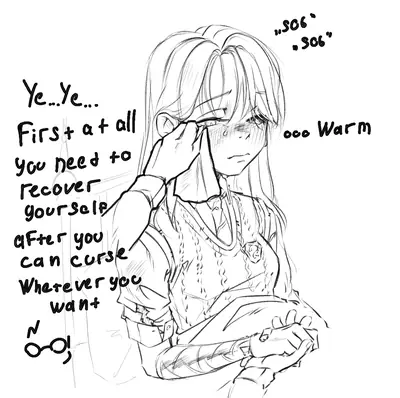 Ye...Ye...
First at all
you need to
recover
yourself
after you
can curse
Wherever you
want
„SOB“
„SOB“
ooo Warm